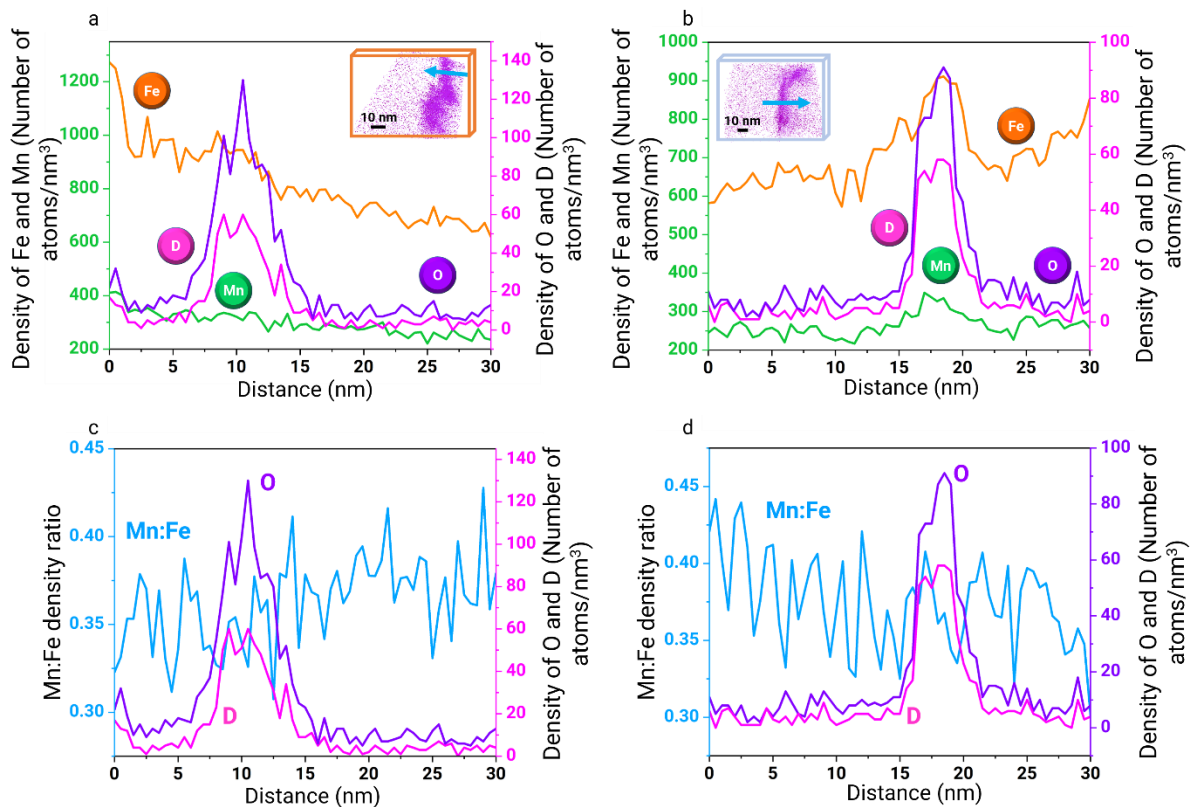 a
Density of Fe and Mn (Number of
atoms/nm³)
1200
1000
800
600
400
200
Fe
D
Mn
O
10 nm
140
120
100
80
60
40
20
0
Density of O and D (Number of
atoms/nm³)
0 5 10 15 20 25 30
Distance (nm)
b
Density of Fe and Mn (Number of
atoms/nm³)
1000
900
800
700
600
500
400
300
200
10 nm
Fe
D
Mn
O
100
80
60
40
20
0
Density of O and D (Number of
atoms/nm³)
0 5 10 15 20 25 30
Distance (nm)
c
Mn:Fe density ratio
0.45
0.40
0.35
0.30
Mn:Fe
O
D
140
120
100
80
60
40
20
0
Density of O and D (Number of
atoms/nm³)
0 5 10 15 20 25 30
Distance (nm)
d
Mn:Fe density ratio
0.45
0.40
0.35
0.30
Mn:Fe
O
D
100
80
60
40
20
0
Density of O and D (Number of
atoms/nm³)
0 5 10 15 20 25 30
Distance (nm)